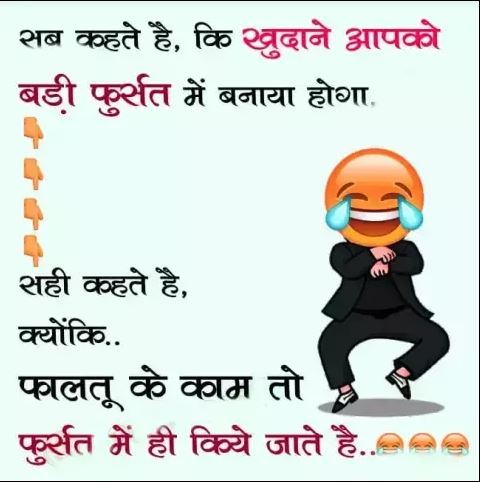 सब कहते है, कि खुदाने आपको
बड़ी फुर्सत में बनाया होगा.
👇
👇
👇
👇
सही कहते है,
क्योंकि..
फालतू के काम तो
फुर्सत में ही किये जाते है..😂😂😂